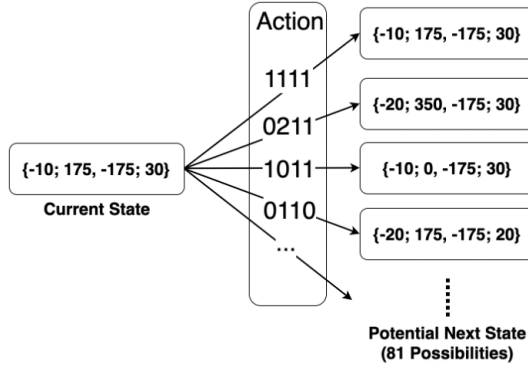 Action
{-10; 175, -175; 30}
1111
{-20; 350, -175; 30}
0211
{-10; 175, -175; 30}
1011
{-10; 0, -175; 30}
Current State
0110
{-20; 175, -175; 20}
...
Potential Next State
(81 Possibilities)